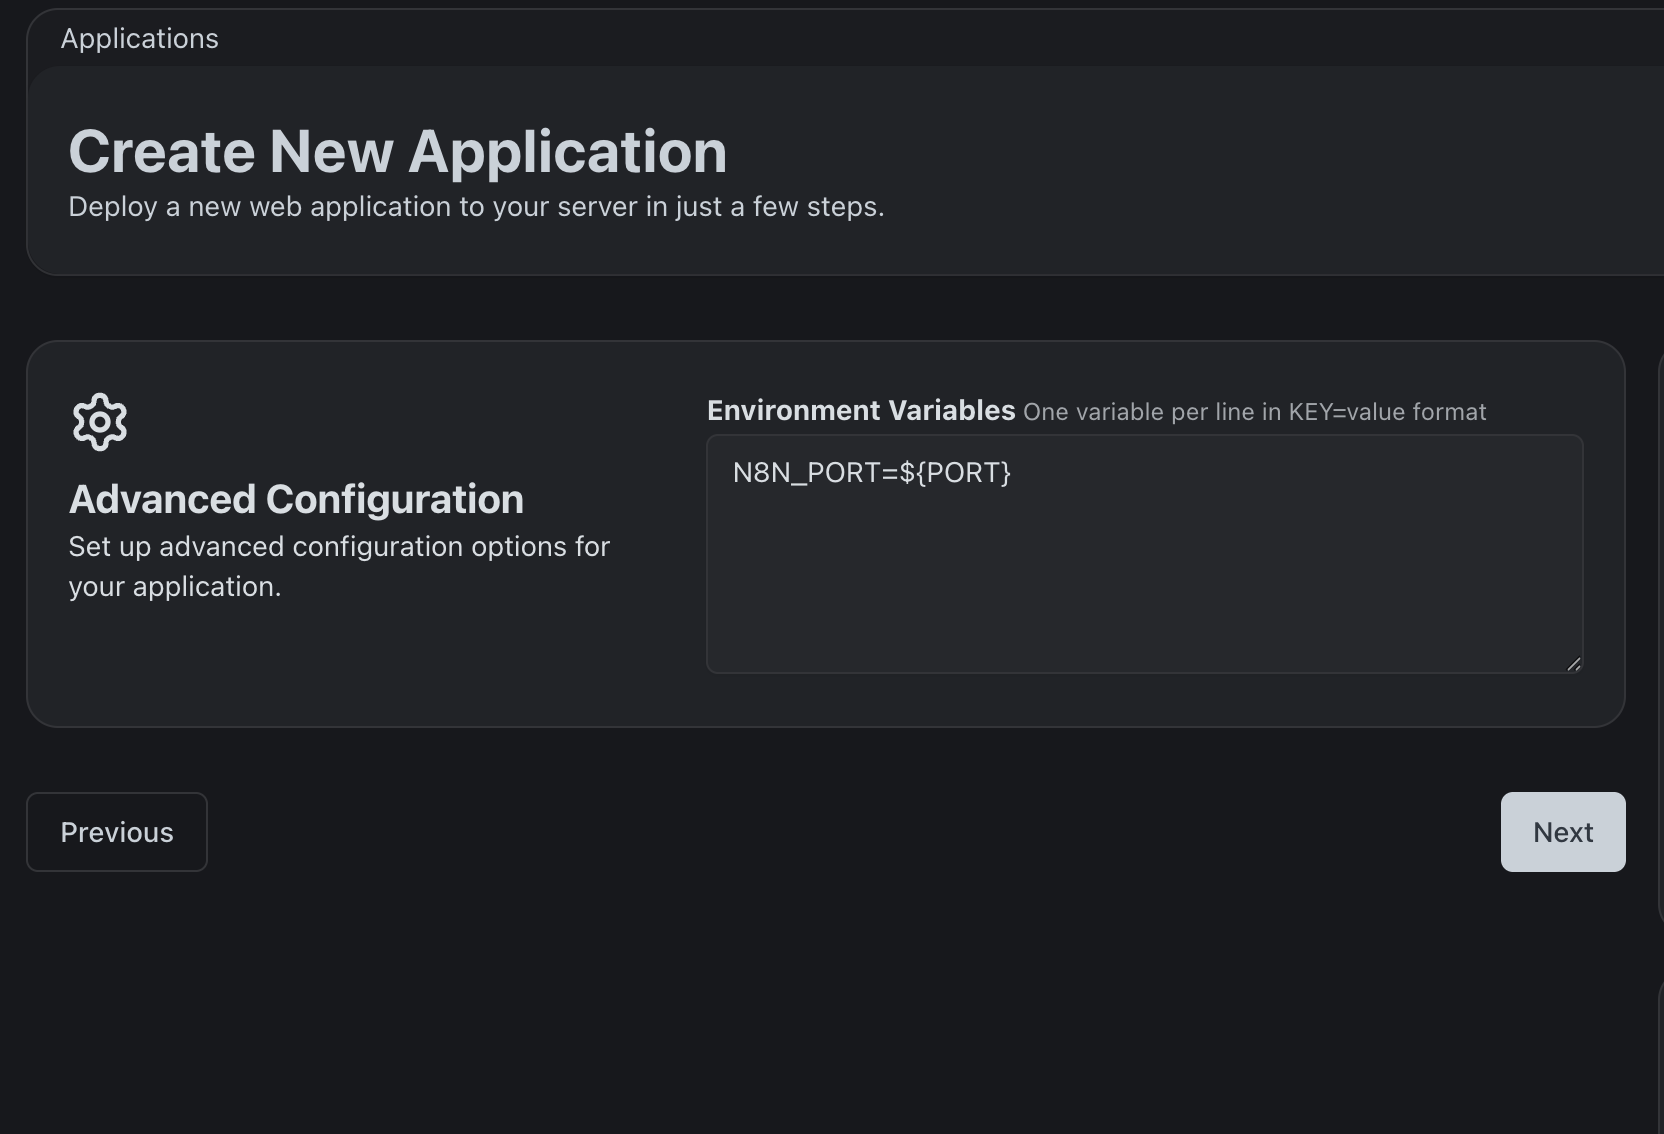 Applications
Create New Application
Deploy a new web application to your server in just a few steps.
Advanced Configuration
Set up advanced configuration options for
your application.
Environment Variables One variable per line in KEY=value format
N8N_PORT=${PORT}
Previous
Next